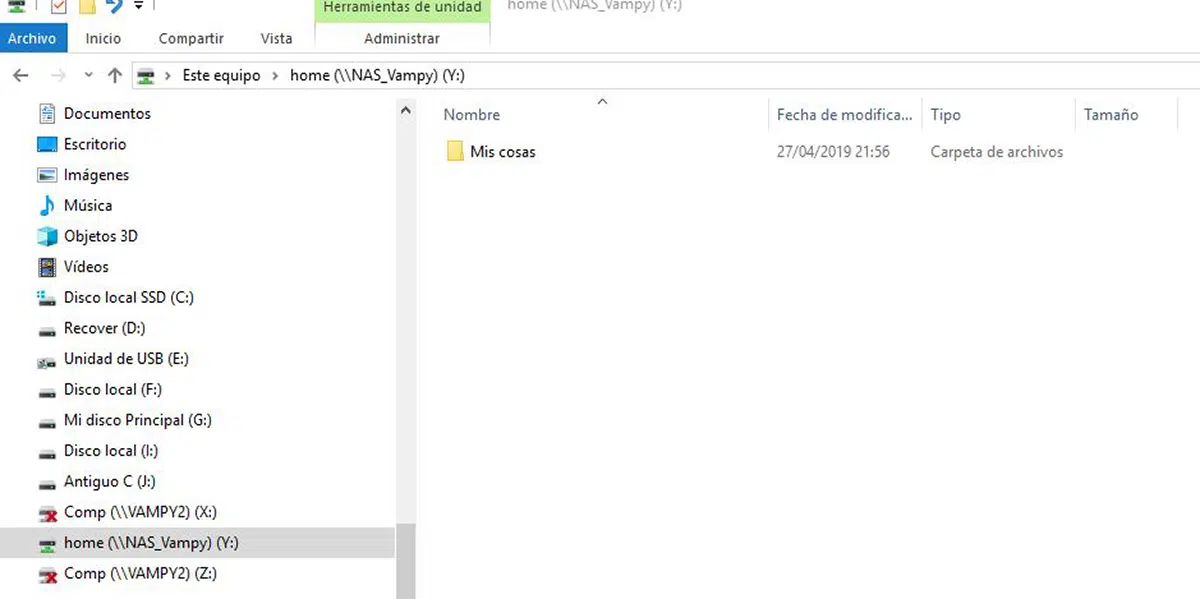 Herramientas de unidad
home (\\NAS_Vampy) (Y:)
Archivo
Inicio
Compartir
Vista
Administrar
Este equipo
home (\\NAS_Vampy) (Y:)
Documentos
Escritorio
Imágenes
Música
Objetos 3D
Vídeos
Disco local SSD (C:)
Recover (D:)
Unidad de USB (E:)
Disco local (F:)
Mi disco Principal (G:)
Disco local (I:)
Antiguo C (J:)
Comp (\\VAMPY2) (X:)
home (\\NAS_Vampy) (Y:)
Comp (\\VAMPY2) (Z:)
Nombre
Fecha de modifica...
Tipo
Tamaño
Mis cosas
27/04/2019 21:56
Carpeta de archivos